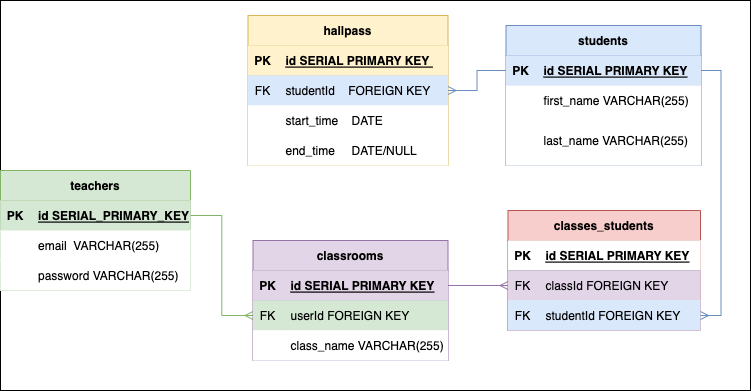 hallpass
PK id SERIAL PRIMARY KEY
FK studentId FOREIGN KEY
start_time DATE
end_time DATE/NULL
students
PK id SERIAL PRIMARY KEY
first_name VARCHAR(255)
last_name VARCHAR(255)
teachers
PK id SERIAL_PRIMARY_KEY
email VARCHAR(255)
password VARCHAR(255)
classrooms
PK id SERIAL PRIMARY KEY
FK userId FOREIGN KEY
class_name VARCHAR(255)
classes_students
PK id SERIAL PRIMARY KEY
FK classId FOREIGN KEY
FK studentId FOREIGN KEY